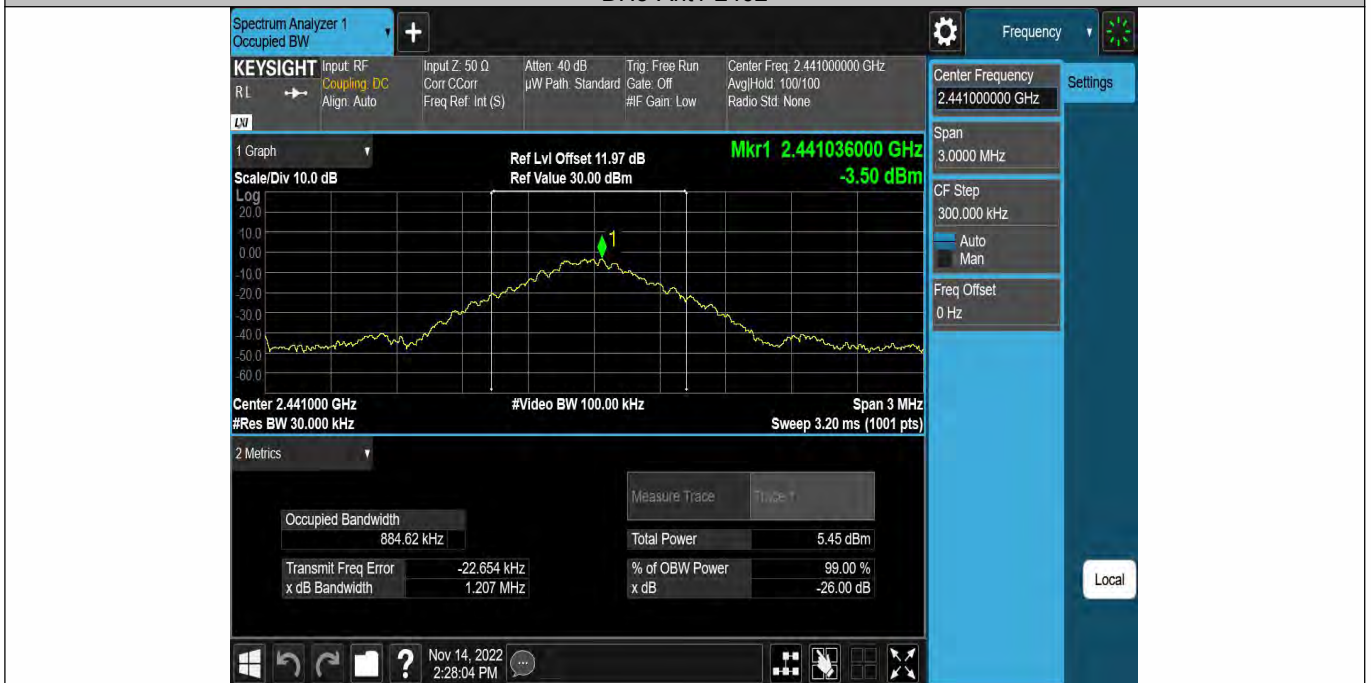 Spectrum Analyzer 1
Occupied BW
+
Frequency
KEYSIGHT
RL
LXI
Input: RF
Coupling: DC
Align: Auto
Input Z: 50 Ω
Corr CCorr
Freq Ref: Int (S)
Atten: 40 dB
µW Path: Standard
Trig: Free Run
Gate: Off
#IF Gain: Low
Center Freq: 2.441000000 GHz
Avg|Hold: 100/100
Radio Std: None
Center Frequency
2.441000000 GHz
Settings
Span
3.0000 MHz
CF Step
300.000 kHz
Auto
Man
Freq Offset
0 Hz
Local
1 Graph
Scale/Div 10.0 dB
Ref Lvl Offset 11.97 dB
Ref Value 30.00 dBm
Mkr1 2.441036000 GHz
-3.50 dBm
Log
20.0
10.0
0.00
-10.0
-20.0
-30.0
-40.0
-50.0
-60.0
1
Center 2.441000 GHz
#Video BW 100.00 kHz
Span 3 MHz
#Res BW 30.000 kHz
Sweep 3.20 ms (1001 pts)
2 Metrics
Measure Trace
Trace 1
Occupied Bandwidth
884.62 kHz
Total Power 5.45 dBm
Transmit Freq Error -22.654 kHz
% of OBW Power 99.00 %
x dB Bandwidth 1.207 MHz
x dB -26.00 dB
?
Nov 14, 2022
2:28:04 PM